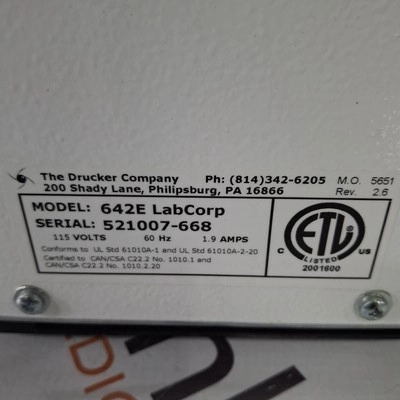 The Drucker Company Ph: (814)342-6205 M.O. 5651
200 Shady Lane, Philipsburg, PA 16866 Rev. 2.6
MODEL: 642E LabCorp
SERIAL: 521007-668
115 VOLTS 60 Hz 1.9 AMPS
Conforms to UL Std 61010A-1 and UL Std 61010A-2-20
Certified to CAN/CSA C22.2 No. 1010.1 and
CAN/CSA C22.2 No. 1010.2.20
ETL
C US
LISTED
2001600